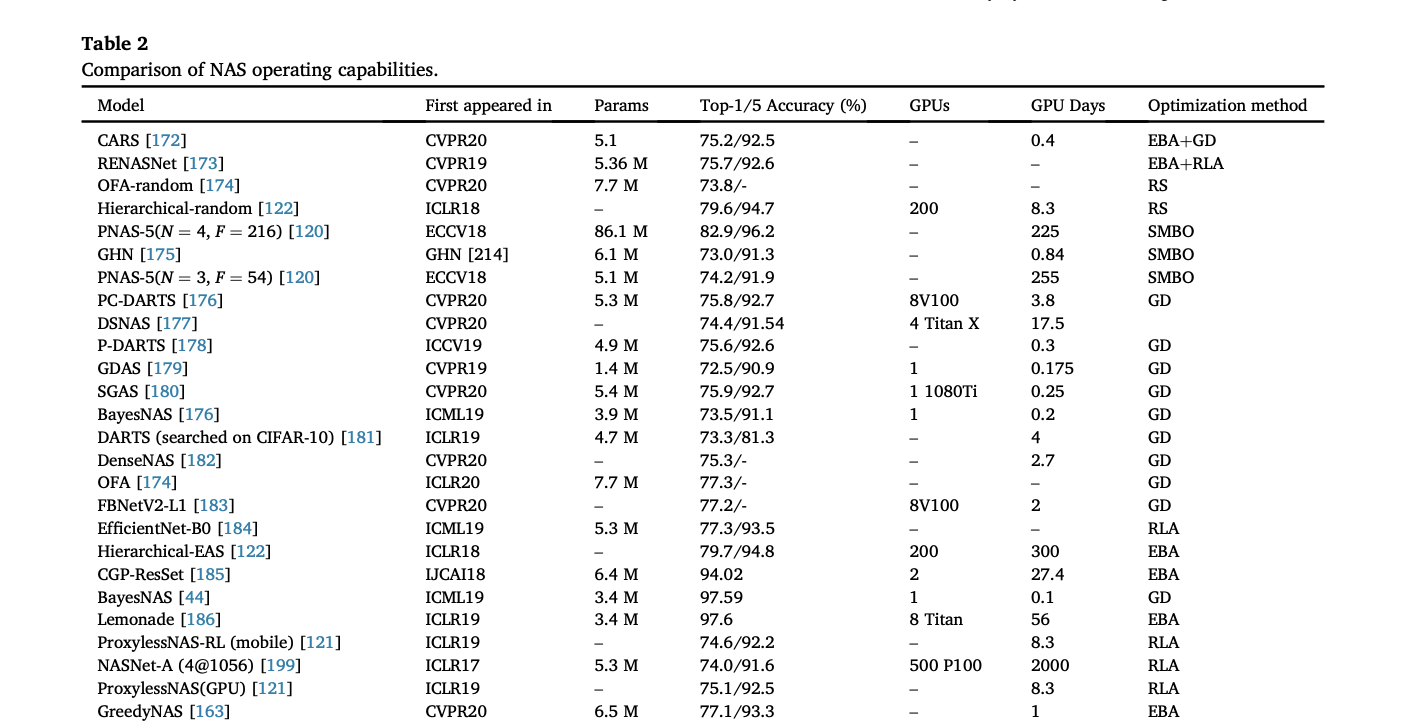 Table 2
Comparison of NAS operating capabilities.
Model First appeared in Params Top-1/5 Accuracy (%) GPUs GPU Days Optimization method
CARS [172] CVPR20 5.1 75.2/92.5 – 0.4 EBA+GD
RENASNet [173] CVPR19 5.36 M 75.7/92.6 – – EBA+RLA
OFA-random [174] CVPR20 7.7 M 73.8/- – – RS
Hierarchical-random [122] ICLR18 – 79.6/94.7 200 8.3 RS
PNAS-5(N = 4, F = 216) [120] ECCV18 86.1 M 82.9/96.2 – 225 SMBO
GHN [175] GHN [214] 6.1 M 73.0/91.3 – 0.84 SMBO
PNAS-5(N = 3, F = 54) [120] ECCV18 5.1 M 74.2/91.9 – 255 SMBO
PC-DARTS [176] CVPR20 5.3 M 75.8/92.7 8V100 3.8 GD
DSNAS [177] CVPR20 – 74.4/91.54 4 Titan X 17.5
P-DARTS [178] ICCV19 4.9 M 75.6/92.6 – 0.3 GD
GDAS [179] CVPR19 1.4 M 72.5/90.9 1 0.175 GD
SGAS [180] CVPR20 5.4 M 75.9/92.7 1 1080Ti 0.25 GD
BayesNAS [176] ICML19 3.9 M 73.5/91.1 1 0.2 GD
DARTS (searched on CIFAR-10) [181] ICLR19 4.7 M 73.3/81.3 – 4 GD
DenseNAS [182] CVPR20 – 75.3/- – 2.7 GD
OFA [174] ICLR20 7.7 M 77.3/- – – GD
FBNetV2-L1 [183] CVPR20 – 77.2/- 8V100 2 GD
EfficientNet-B0 [184] ICML19 5.3 M 77.3/93.5 – – RLA
Hierarchical-EAS [122] ICLR18 – 79.7/94.8 200 300 EBA
CGP-ResSet [185] IJCAI18 6.4 M 94.02 2 27.4 EBA
BayesNAS [44] ICML19 3.4 M 97.59 1 0.1 GD
Lemonade [186] ICLR19 3.4 M 97.6 8 Titan 56 EBA
ProxylessNAS-RL (mobile) [121] ICLR19 – 74.6/92.2 – 8.3 RLA
NASNet-A (4@1056) [199] ICLR17 5.3 M 74.0/91.6 500 P100 2000 RLA
ProxylessNAS(GPU) [121] ICLR19 – 75.1/92.5 – 8.3 RLA
GreedyNAS [163] CVPR20 6.5 M 77.1/93.3 – 1 EBA